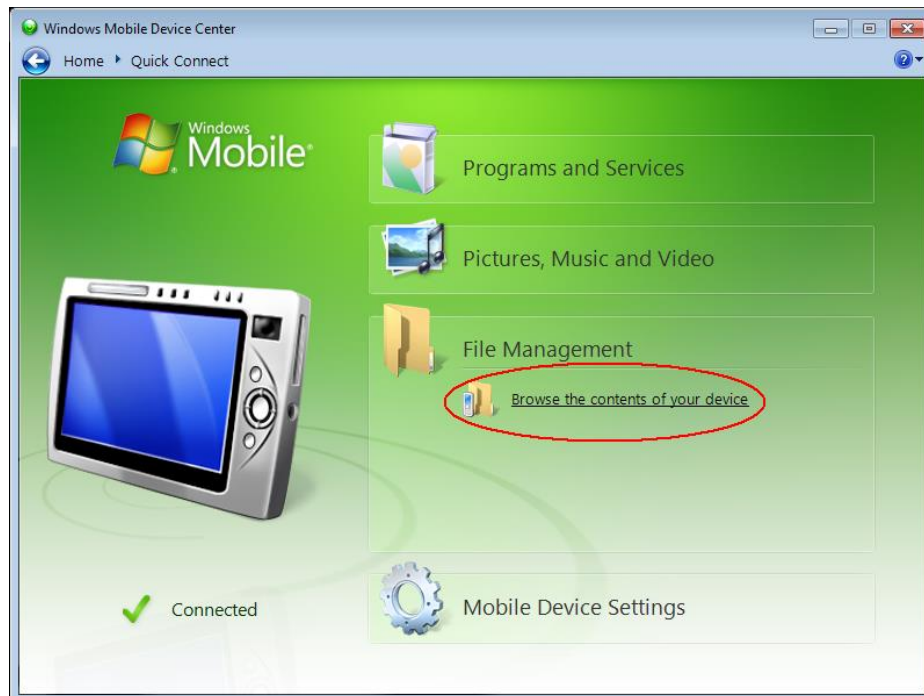 Windows Mobile Device Center
Home Quick Connect
Windows
Mobile
Programs and Services
Pictures, Music and Video
File Management
Browse the contents of your device
Connected
Mobile Device Settings